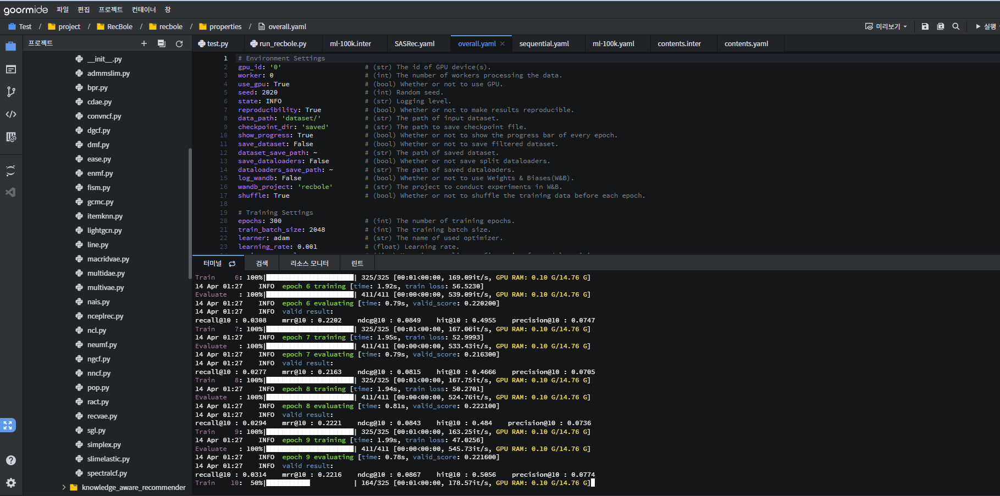 goormide 파일 편집 프로젝트 컨테이너 창
Test / project / RecBole / recbole / properties / overall.yaml 미리보기 실행
프로젝트
test.py run_recbole.py ml-100k.inter SASRec.yaml overall.yaml sequential.yaml ml-100k.yaml contents.inter contents.yaml
__init__.py
admmslim.py
bpr.py
cdae.py
convncf.py
dgcf.py
dmf.py
ease.py
enmf.py
fism.py
gcmc.py
itemknn.py
lightgcn.py
line.py
macridvae.py
multidae.py
multivae.py
nais.py
nceplrec.py
ncl.py
neumf.py
ngcf.py
nncf.py
pop.py
ract.py
recvae.py
sgl.py
simplex.py
slimelastic.py
spectralcf.py
knowledge_aware_recommender
1 # Environment Settings
2 gpu_id: '0' # (str) The id of GPU device(s).
3 worker: 0 # (int) The number of workers processing the data.
4 use_gpu: True # (bool) Whether or not to use GPU.
5 seed: 2020 # (int) Random seed.
6 state: INFO # (str) Logging level.
7 reproducibility: True # (bool) Whether or not to make results reproducible.
8 data_path: 'dataset/' # (str) The path of input dataset.
9 checkpoint_dir: 'saved' # (str) The path to save checkpoint file.
10 show_progress: True # (bool) Whether or not to show the progress bar of every epoch.
11 save_dataset: False # (bool) Whether or not to save filtered dataset.
12 dataset_save_path: ~ # (str) The path of saved dataset.
13 save_dataloaders: False # (bool) Whether or not save split dataloaders.
14 dataloaders_save_path: ~ # (str) The path of saved dataloaders.
15 log_wandb: False # (bool) Whether or not to use Weights & Biases(W&B).
16 wandb_project: 'recbole' # (str) The project to conduct experiments in W&B.
17 shuffle: True # (bool) Whether or not to shuffle the training data before each epoch.
18
19 # Training Settings
20 epochs: 300 # (int) The number of training epochs.
21 train_batch_size: 2048 # (int) The training batch size.
22 learner: adam # (str) The name of used optimizer.
23 learning_rate: 0.001 # (float) Learning rate.
터미널 검색 리소스 모니터 린트
Train 6: 100%| | 325/325 [00:01<00:00, 169.09it/s, GPU RAM: 0.10 G/14.76 G]
14 Apr 01:27 INFO epoch 6 training [time: 1.92s, train loss: 56.5230]
Evaluate : 100%| | 411/411 [00:00<00:00, 539.09it/s, GPU RAM: 0.10 G/14.76 G]
14 Apr 01:27 INFO epoch 6 evaluating [time: 0.79s, valid_score: 0.220200]
14 Apr 01:27 INFO valid result:
recall@10 : 0.0308 mrr@10 : 0.2202 ndcg@10 : 0.0849 hit@10 : 0.4955 precision@10 : 0.0747
Train 7: 100%| | 325/325 [00:01<00:00, 167.06it/s, GPU RAM: 0.10 G/14.76 G]
14 Apr 01:27 INFO epoch 7 training [time: 1.95s, train loss: 52.9993]
Evaluate : 100%| | 411/411 [00:00<00:00, 533.43it/s, GPU RAM: 0.10 G/14.76 G]
14 Apr 01:27 INFO epoch 7 evaluating [time: 0.79s, valid_score: 0.216300]
14 Apr 01:27 INFO valid result:
recall@10 : 0.0277 mrr@10 : 0.2163 ndcg@10 : 0.0815 hit@10 : 0.4666 precision@10 : 0.0705
Train 8: 100%| | 325/325 [00:01<00:00, 167.75it/s, GPU RAM: 0.10 G/14.76 G]
14 Apr 01:27 INFO epoch 8 training [time: 1.94s, train loss: 50.2701]
Evaluate : 100%| | 411/411 [00:00<00:00, 524.76it/s, GPU RAM: 0.10 G/14.76 G]
14 Apr 01:27 INFO epoch 8 evaluating [time: 0.81s, valid_score: 0.222100]
14 Apr 01:27 INFO valid result:
recall@10 : 0.0294 mrr@10 : 0.2221 ndcg@10 : 0.0843 hit@10 : 0.484 precision@10 : 0.0736
Train 9: 100%| | 325/325 [00:01<00:00, 163.25it/s, GPU RAM: 0.10 G/14.76 G]
14 Apr 01:27 INFO epoch 9 training [time: 1.99s, train loss: 47.0256]
Evaluate : 100%| | 411/411 [00:00<00:00, 545.73it/s, GPU RAM: 0.10 G/14.76 G]
14 Apr 01:27 INFO epoch 9 evaluating [time: 0.78s, valid_score: 0.221600]
14 Apr 01:27 INFO valid result:
recall@10 : 0.0314 mrr@10 : 0.2216 ndcg@10 : 0.0867 hit@10 : 0.5056 precision@10 : 0.0774
Train 10: 50%| | 164/325 [00:01<00:00, 178.57it/s, GPU RAM: 0.10 G/14.76 G]